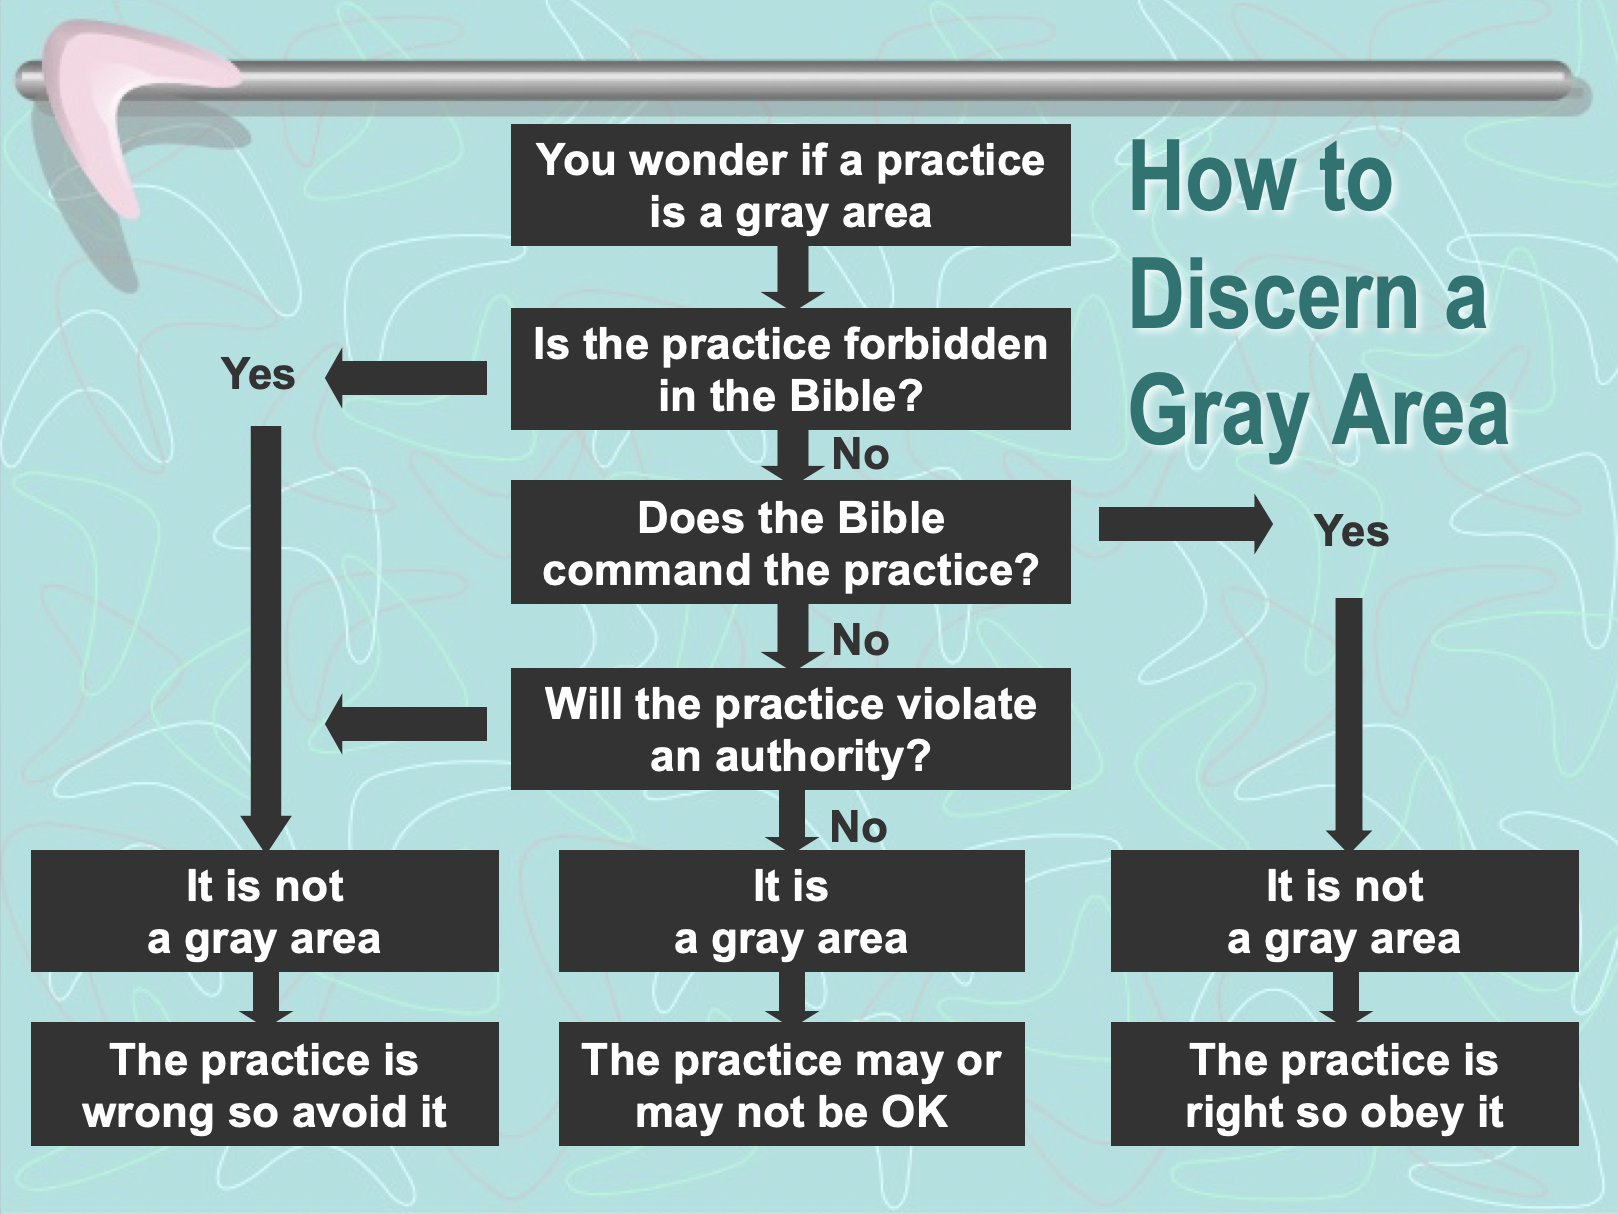 How to
Discern a
Gray Area
You wonder if a practice
is a gray area
Is the practice forbidden
in the Bible?
Yes
No
Does the Bible
command the practice?
Yes
No
Will the practice violate
an authority?
No
It is not
a gray area
It is
a gray area
It is not
a gray area
The practice is
wrong so avoid it
The practice may or
may not be OK
The practice is
right so obey it